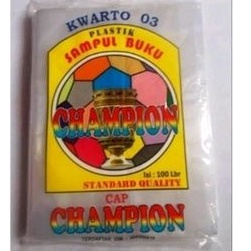 KWARTO 03
PLASTIK
SAMPUL BUKU
CHAMPION
Isi : 100 Lbr
STANDARD QUALITY
CAP
CHAMPION